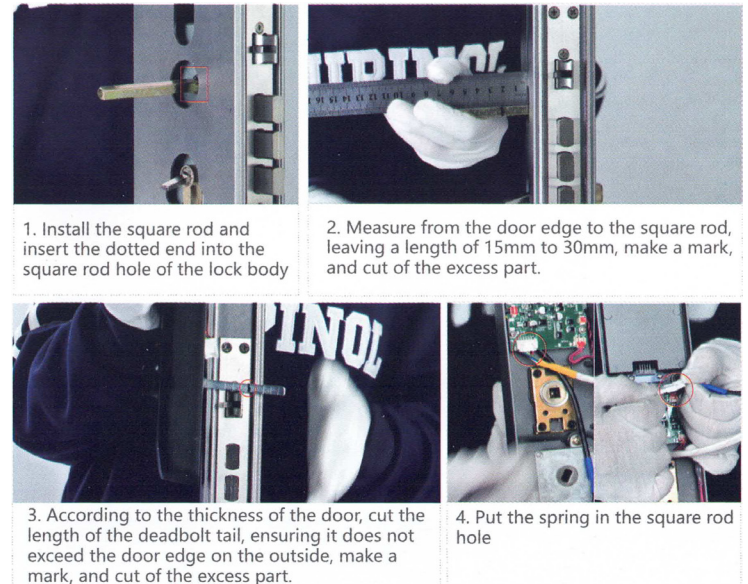 1. Install the square rod and
insert the dotted end into the
square rod hole of the lock body
2. Measure from the door edge to the square rod,
leaving a length of 15mm to 30mm, make a mark,
and cut of the excess part.
3. According to the thickness of the door, cut the
length of the deadbolt tail, ensuring it does not
exceed the door edge on the outside, make a
mark, and cut of the excess part.
4. Put the spring in the square rod
hole